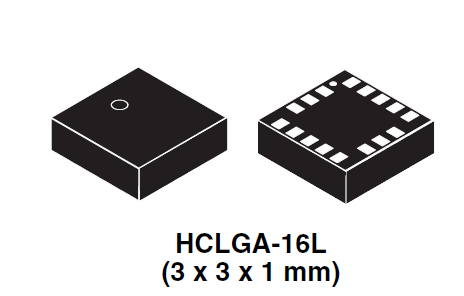 HCLGA-16L
(3 x 3 x 1 mm)